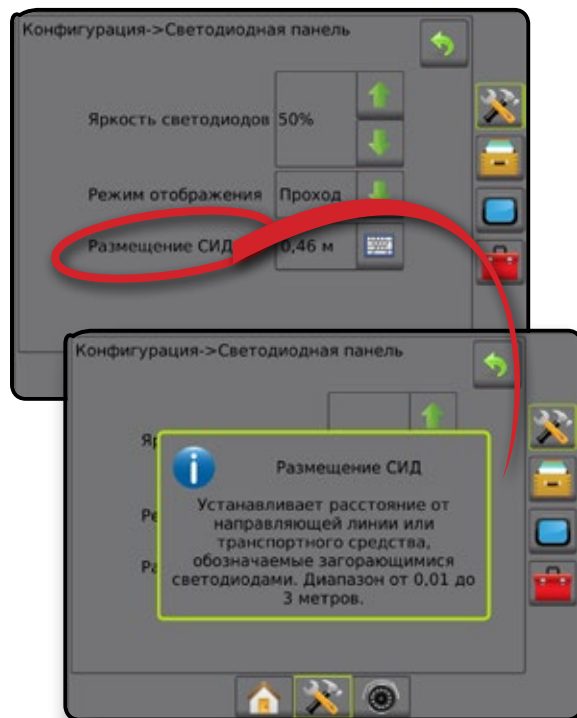 Конфигурация->Светодиодная панель
Яркость светодиодов 50%
Режим отображения Проход
Размещение СИД 0,46 м
Конфигурация->Светодиодная панель
Размещение СИД
Устанавливает расстояние от
направляющей линии или
транспортного средства,
обозначаемые загорающимися
светодиодами. Диапазон от 0,01 до
3 метров.